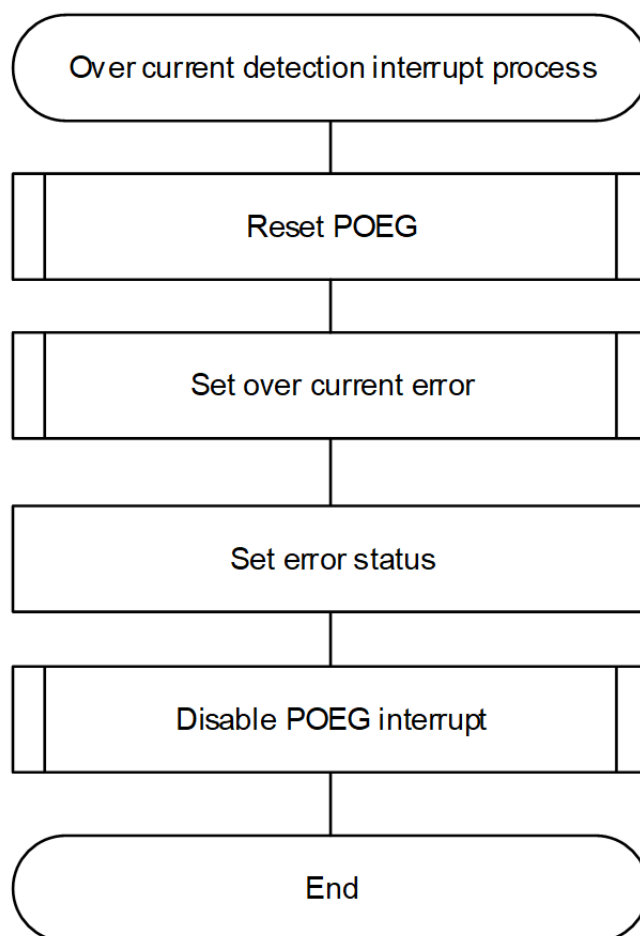 Over current detection interrupt process
Reset POEG
Set over current error
Set error status
Disable POEG interrupt
End